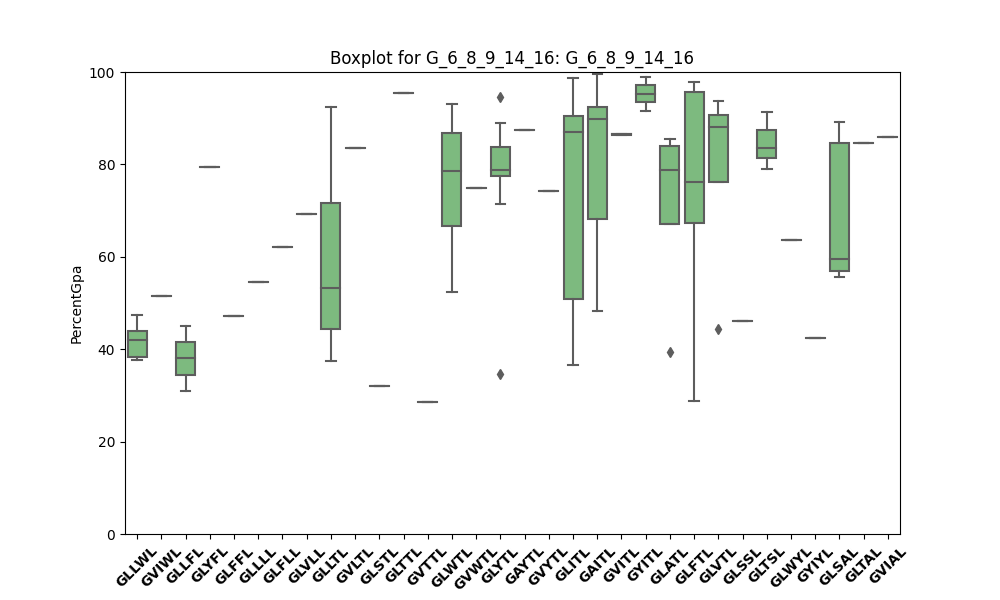 Boxplot for G_6_8_9_14_16: G_6_8_9_14_16
PercentGpa
100
80
60
40
20
0
GLLWL
GVIWL
GLLFL
GLYFL
GLFFL
GLLLL
GLFLL
GLVLL
GLLTL
GVLTL
GLSTL
GLTTL
GVTTL
GLWTL
GVWTL
GLYTL
GAYTL
GVYTL
GLITL
GAITL
GVITL
GYITL
GLATL
GLFTL
GLVTL
GLSSL
GLTSL
GLWYL
GYIYL
GLSAL
GLTAL
GVIAL